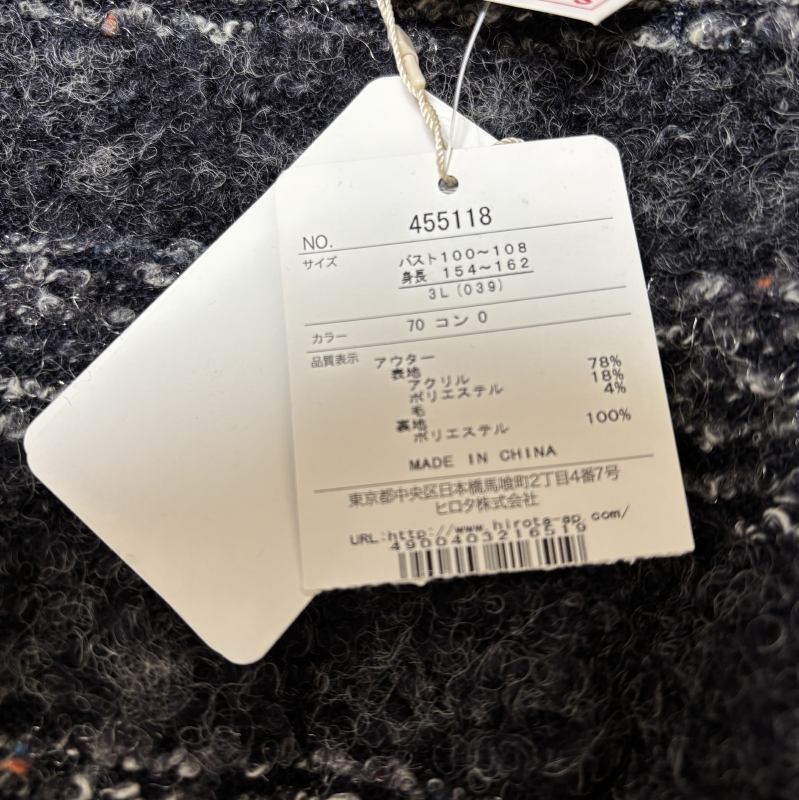 NO. 455118
サイズ バスト100～108
身長 154～162
3L(039)
カラー 70 コン 0
品質表示 アウター
表地 78%
アクリル 18%
ポリエステル 4%
毛
裏地 100%
ポリエステル
MADE IN CHINA
東京都中央区日本橋馬喰町2丁目4番7号
ヒロタ株式会社
URL:http://www.hirota-ap.com/
4900403216519